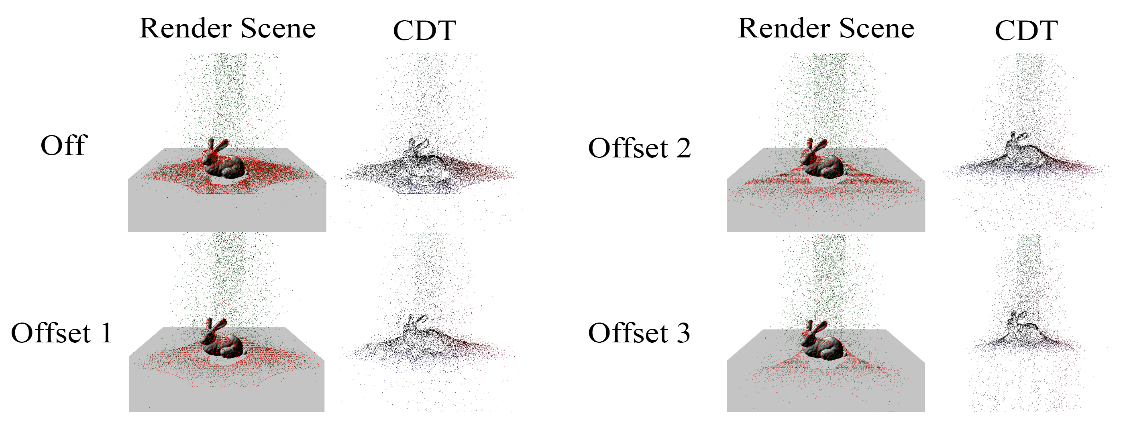 Render Scene CDT Render Scene CDT
Off
Offset 2
Offset 1
Offset 3